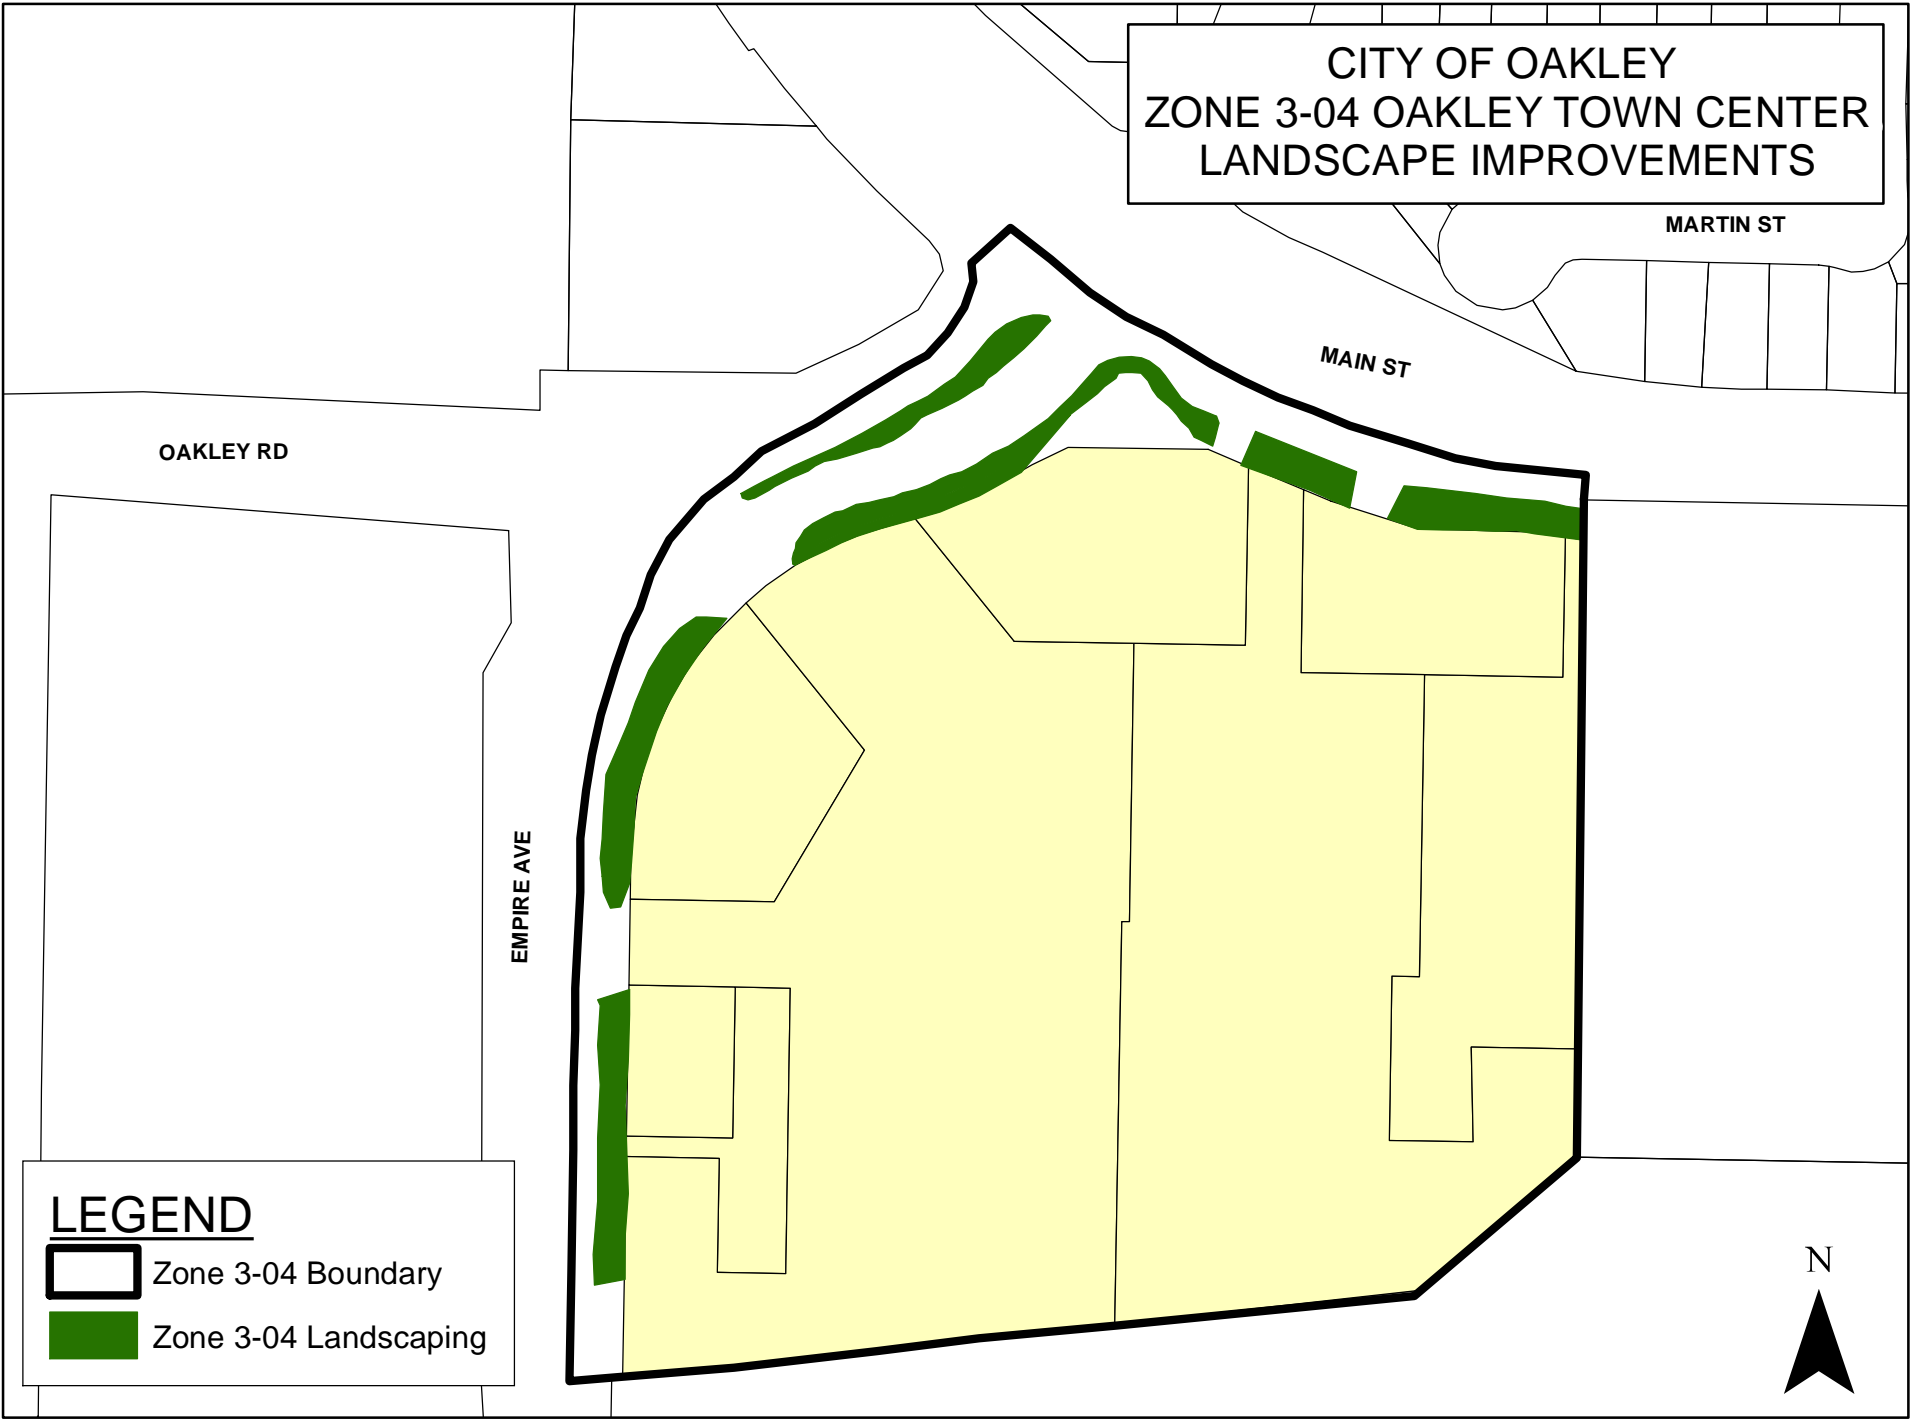 CITY OF OAKLEY
ZONE 3-04 OAKLEY TOWN CENTER
LANDSCAPE IMPROVEMENTS
MARTIN ST
MAIN ST
OAKLEY RD
EMPIRE AVE
LEGEND
Zone 3-04 Boundary
Zone 3-04 Landscaping
N